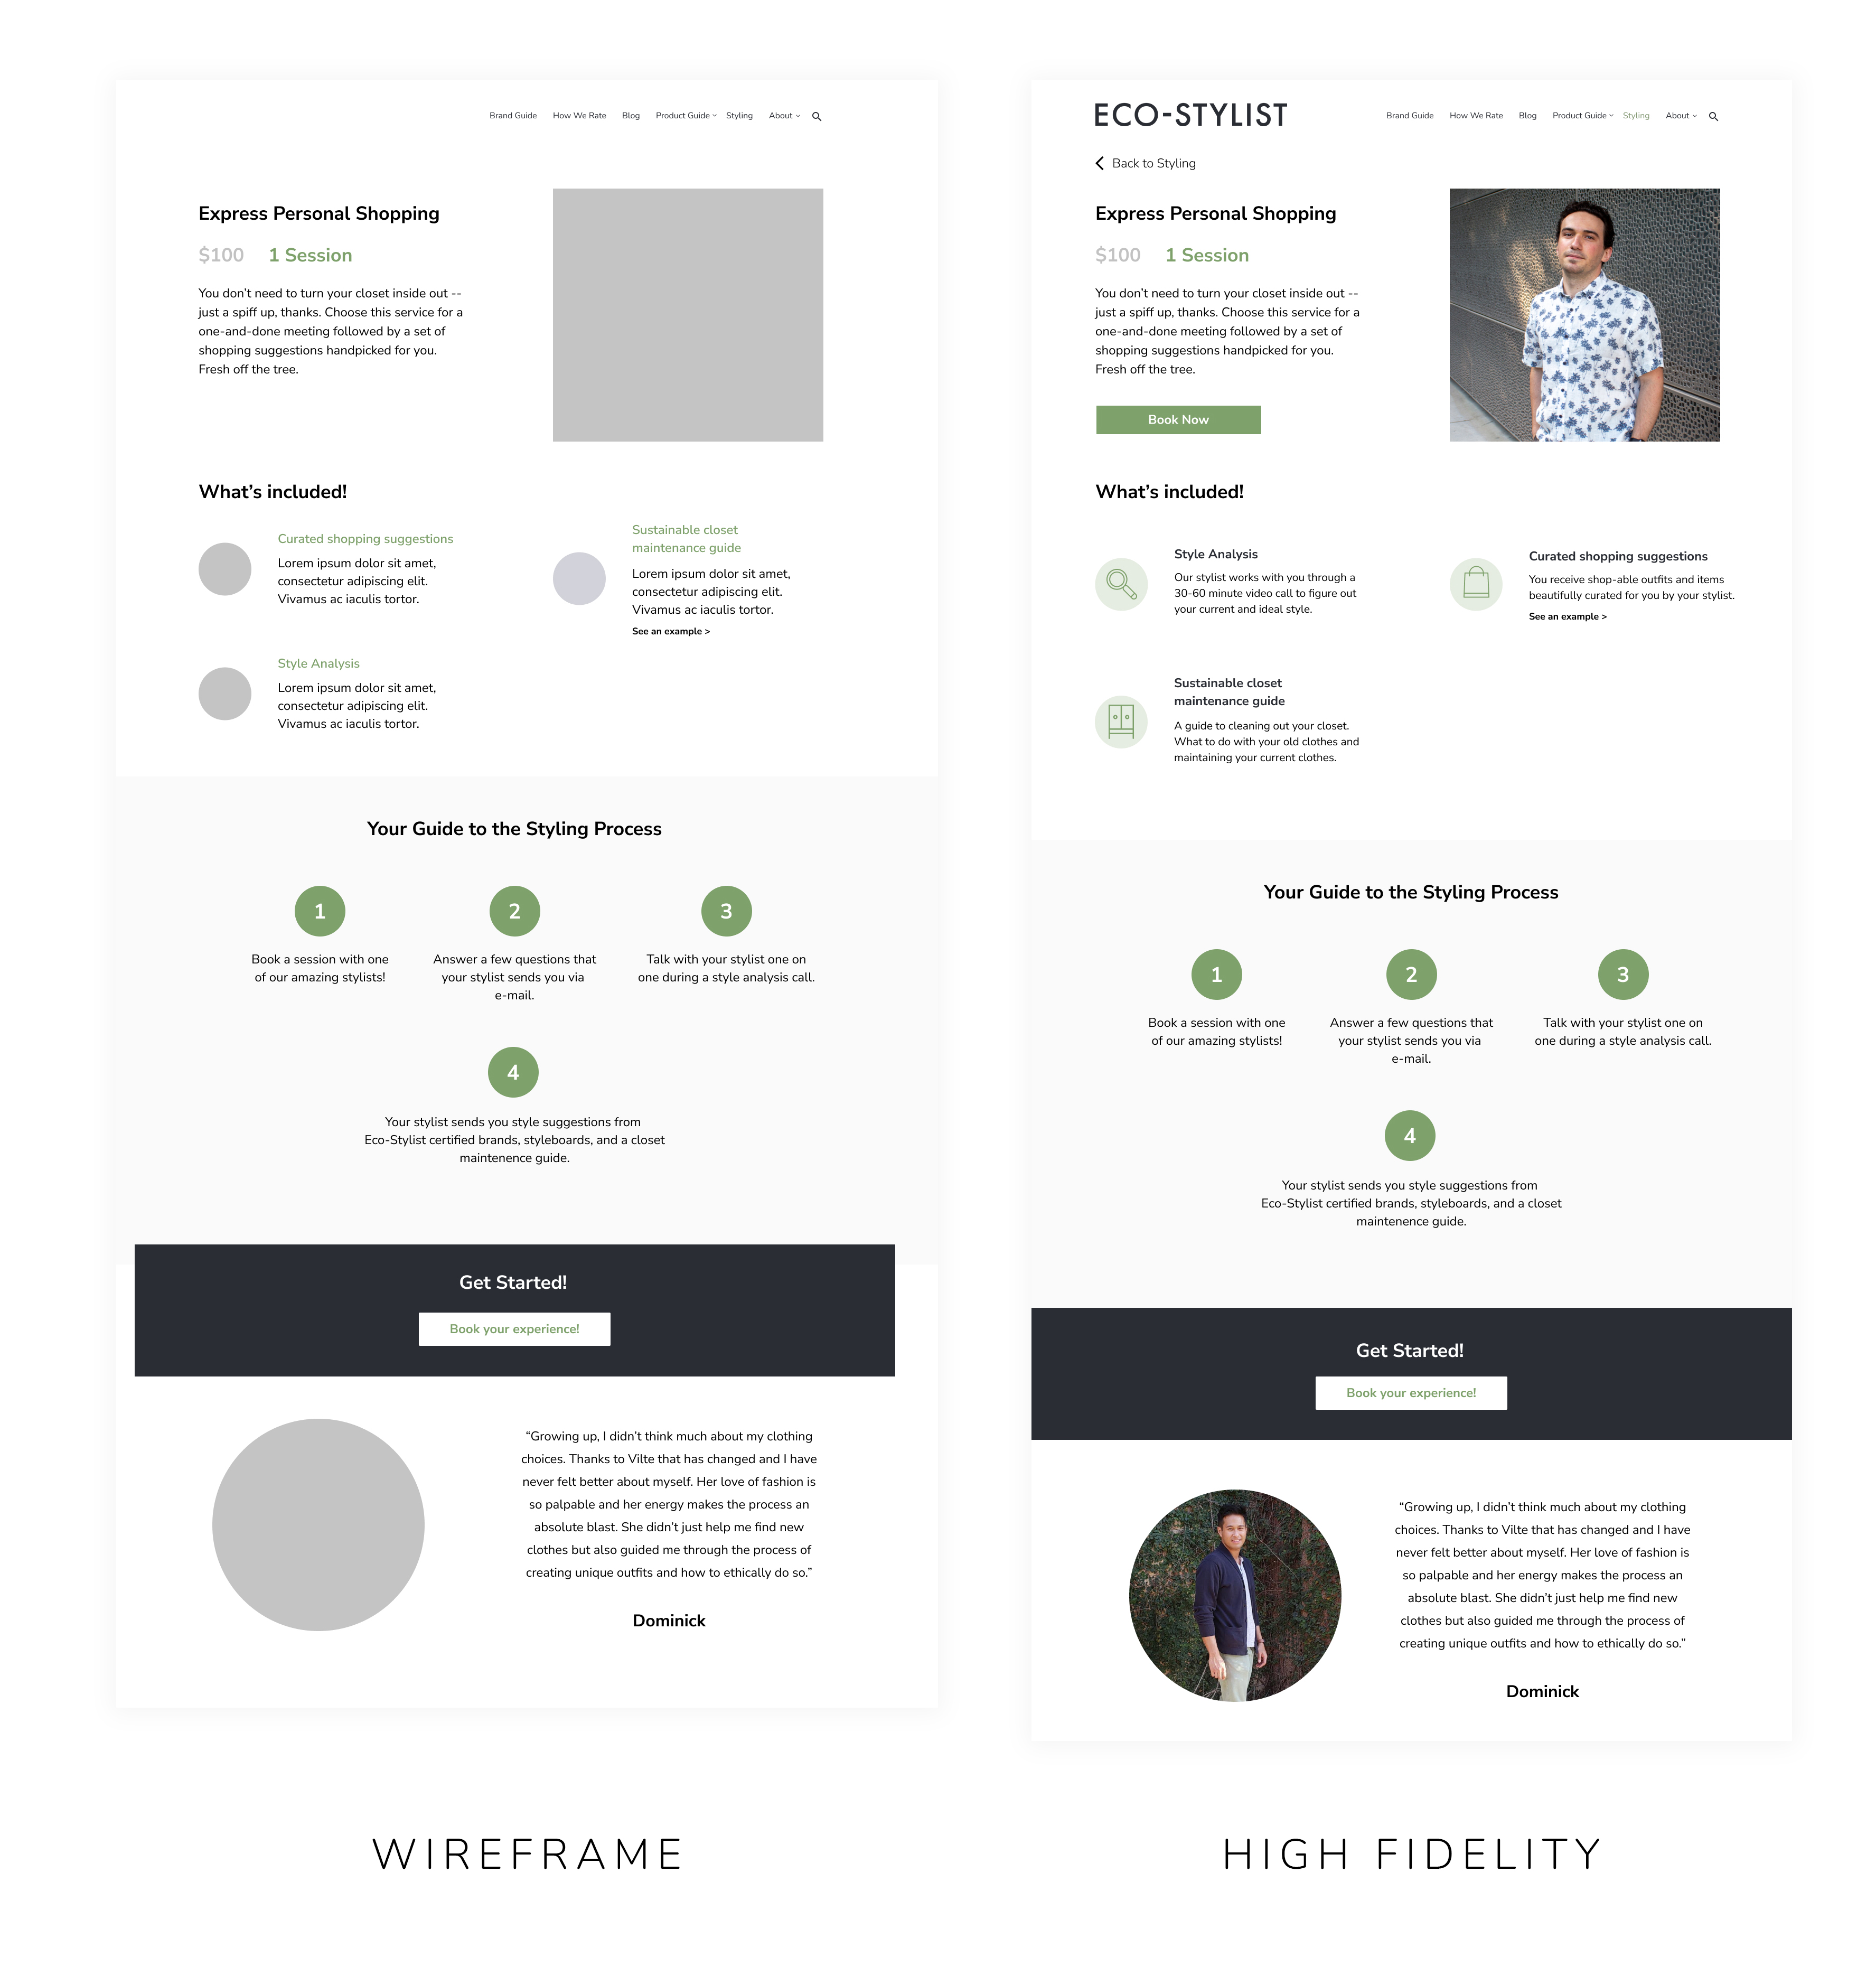 Brand Guide How We Rate Blog Product Guide Styling About
Express Personal Shopping
$100 1 Session
You don’t need to turn your closet inside out --
just a spiff up, thanks. Choose this service for a
one-and-done meeting followed by a set of
shopping suggestions handpicked for you.
Fresh off the tree.
What’s included!
Curated shopping suggestions
Lorem ipsum dolor sit amet,
consectetur adipiscing elit.
Vivamus ac iaculis tortor.
Sustainable closet
maintenance guide
Lorem ipsum dolor sit amet,
consectetur adipiscing elit.
Vivamus ac iaculis tortor.
See an example >
Style Analysis
Lorem ipsum dolor sit amet,
consectetur adipiscing elit.
Vivamus ac iaculis tortor.
Your Guide to the Styling Process
1
Book a session with one
of our amazing stylists!
2
Answer a few questions that
your stylist sends you via
e-mail.
3
Talk with your stylist one on
one during a style analysis call.
4
Your stylist sends you style suggestions from
Eco-Stylist certified brands, styleboards, and a closet
maintenence guide.
Get Started!
Book your experience!
“Growing up, I didn’t think much about my clothing
choices. Thanks to Vilte that has changed and I have
never felt better about myself. Her love of fashion is
so palpable and her energy makes the process an
absolute blast. She didn’t just help me find new
clothes but also guided me through the process of
creating unique outfits and how to ethically do so.”
Dominick
WIREFRAME
ECO-STYLIST
Brand Guide How We Rate Blog Product Guide Styling About
Back to Styling
Express Personal Shopping
$100 1 Session
You don’t need to turn your closet inside out --
just a spiff up, thanks. Choose this service for a
one-and-done meeting followed by a set of
shopping suggestions handpicked for you.
Fresh off the tree.
Book Now
What’s included!
Style Analysis
Our stylist works with you through a
30-60 minute video call to figure out
your current and ideal style.
Curated shopping suggestions
You receive shop-able outfits and items
beautifully curated for you by your stylist.
See an example >
Sustainable closet
maintenance guide
A guide to cleaning out your closet.
What to do with your old clothes and
maintaining your current clothes.
Your Guide to the Styling Process
1
Book a session with one
of our amazing stylists!
2
Answer a few questions that
your stylist sends you via
e-mail.
3
Talk with your stylist one on
one during a style analysis call.
4
Your stylist sends you style suggestions from
Eco-Stylist certified brands, styleboards, and a closet
maintenence guide.
Get Started!
Book your experience!
“Growing up, I didn’t think much about my clothing
choices. Thanks to Vilte that has changed and I have
never felt better about myself. Her love of fashion is
so palpable and her energy makes the process an
absolute blast. She didn’t just help me find new
clothes but also guided me through the process of
creating unique outfits and how to ethically do so.”
Dominick
HIGH FIDELITY